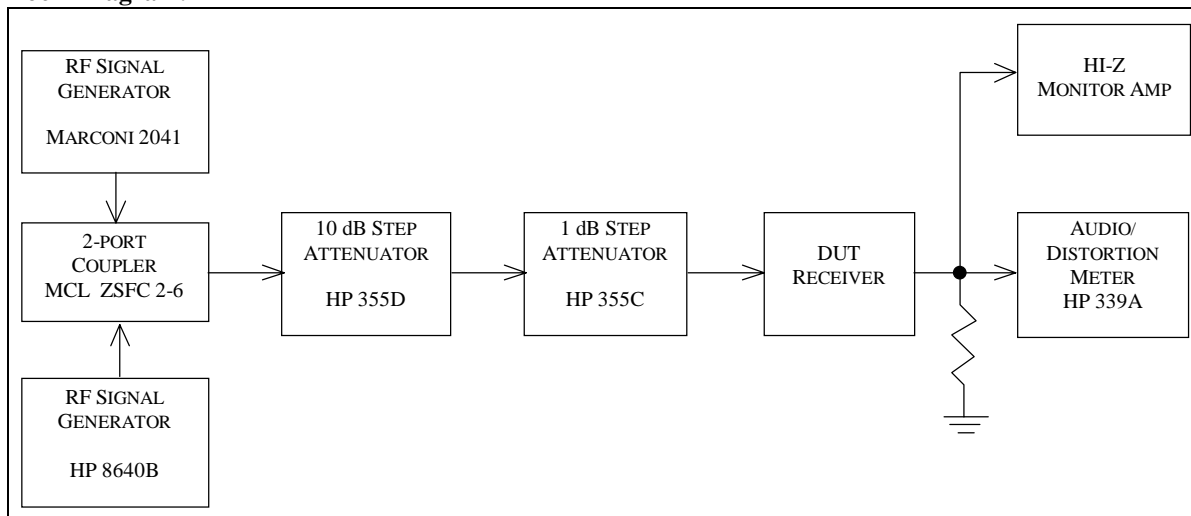 RF SIGNAL
GENERATOR
MARCONI 2041
2-PORT
COUPLER
MCL ZSFC 2-6
RF SIGNAL
GENERATOR
HP 8640B
10 dB STEP
ATTENUATOR
HP 355D
1 dB STEP
ATTENUATOR
HP 355C
DUT
RECEIVER
HI-Z
MONITOR AMP
AUDIO/
DISTORTION
METER
HP 339A